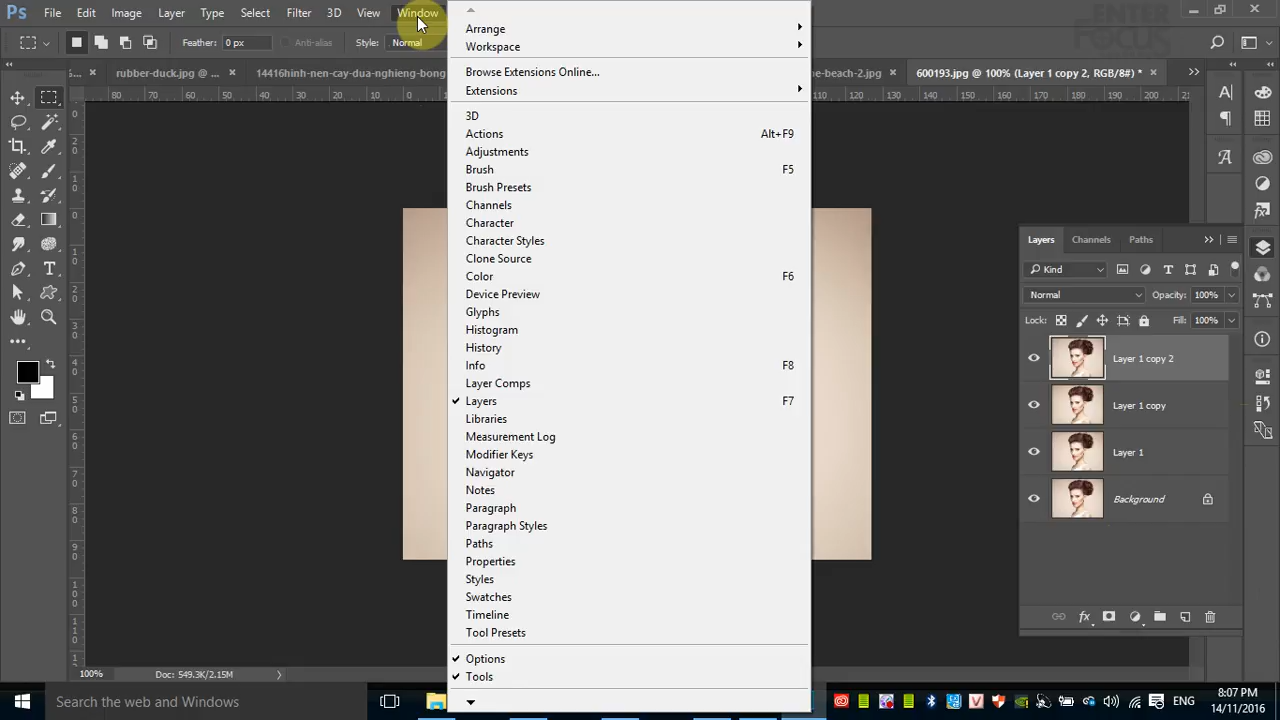 Ps File Edit Image Layer Type Select Filter 3D View Window
Feather: 0 px Anti-alias Style: Normal
s... rubber-duck.jpg @ ... 14416hinh-nen-cay-dua-nghieng-bong ne-beach-2.jpg 600193.jpg @ 100% (Layer 1 copy 2, RGB/8#) *
Arrange
Workspace
Browse Extensions Online...
Extensions
3D
Actions Alt+F9
Adjustments
Brush F5
Brush Presets
Channels
Character
Character Styles
Clone Source
Color F6
Device Preview
Glyphs
Histogram
History
Info F8
Layer Comps
Layers F7
Libraries
Measurement Log
Modifier Keys
Navigator
Notes
Paragraph
Paragraph Styles
Paths
Properties
Styles
Swatches
Timeline
Tool Presets
Options
Tools
Layers Channels Paths
Kind
Normal Opacity: 100%
Lock: Fill: 100%
Layer 1 copy 2
Layer 1 copy
Layer 1
Background
100% Doc: 549.3K/2.15M
Search the web and Windows
ENG
8:07 PM
14/11/2016